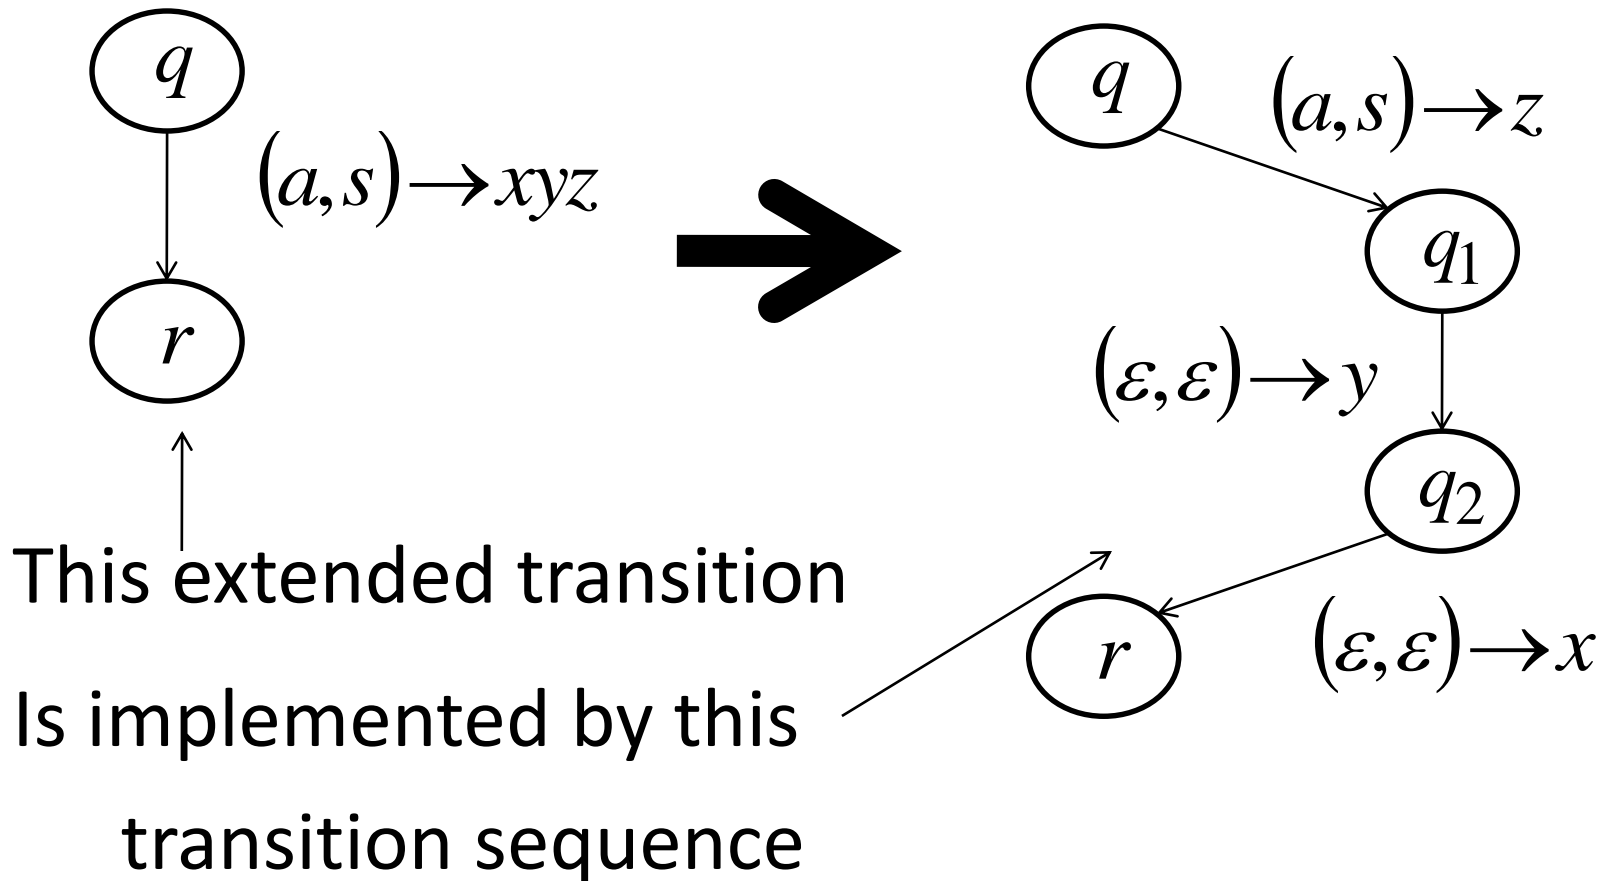 q
(a,s)→xyz
r
q
(a,s)→z
q₁
(ε,ε)→y
q₂
(ε,ε)→x
r
This extended transition
Is implemented by this
transition sequence